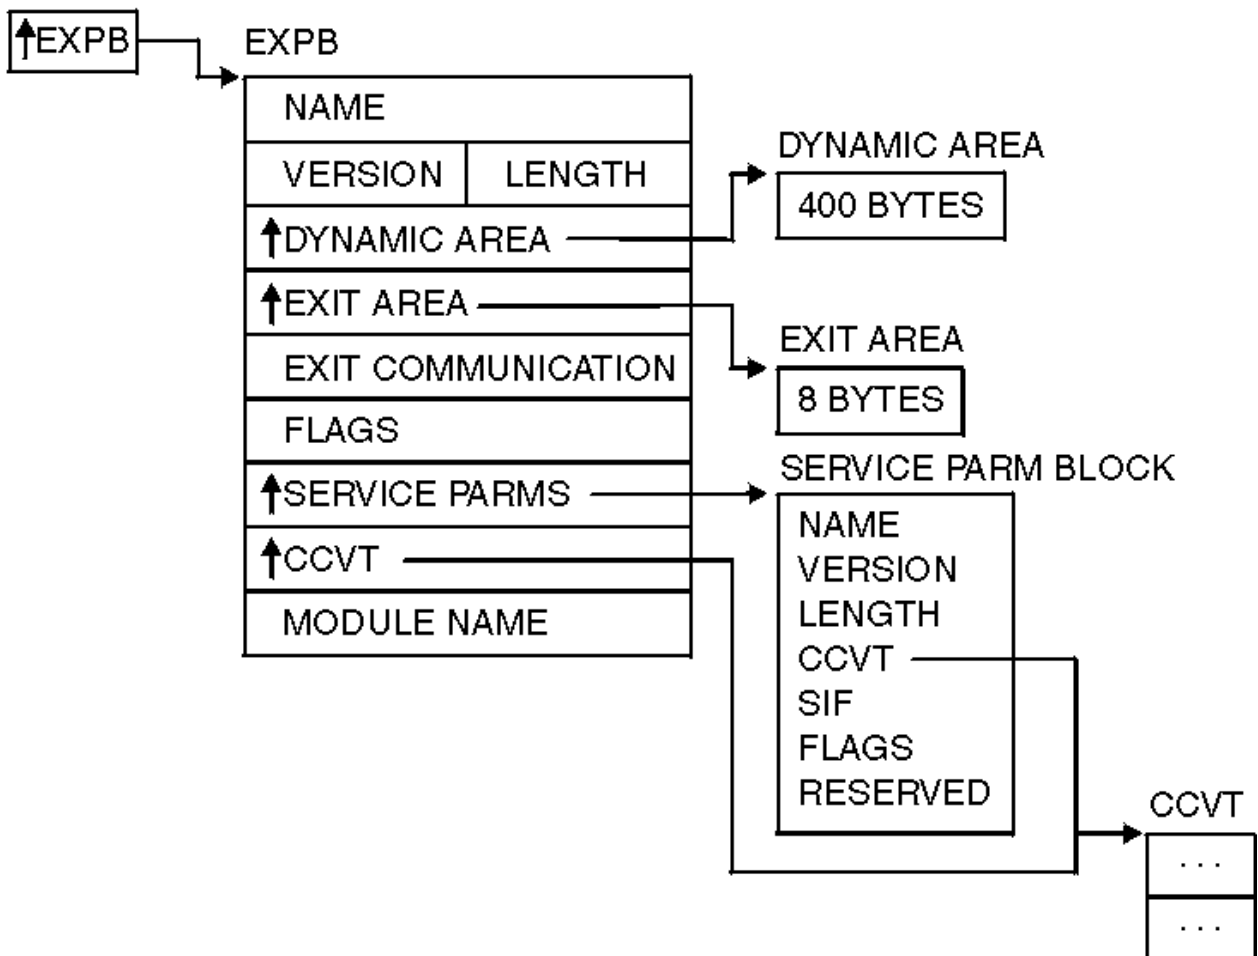 ↑EXPB
EXPB
NAME
VERSION LENGTH
↑DYNAMIC AREA
↑EXIT AREA
EXIT COMMUNICATION
FLAGS
↑SERVICE PARMS
↑CCVT
MODULE NAME
DYNAMIC AREA
400 BYTES
EXIT AREA
8 BYTES
SERVICE PARM BLOCK
NAME
VERSION
LENGTH
CCVT
SIF
FLAGS
RESERVED
CCVT
. . .
. . .